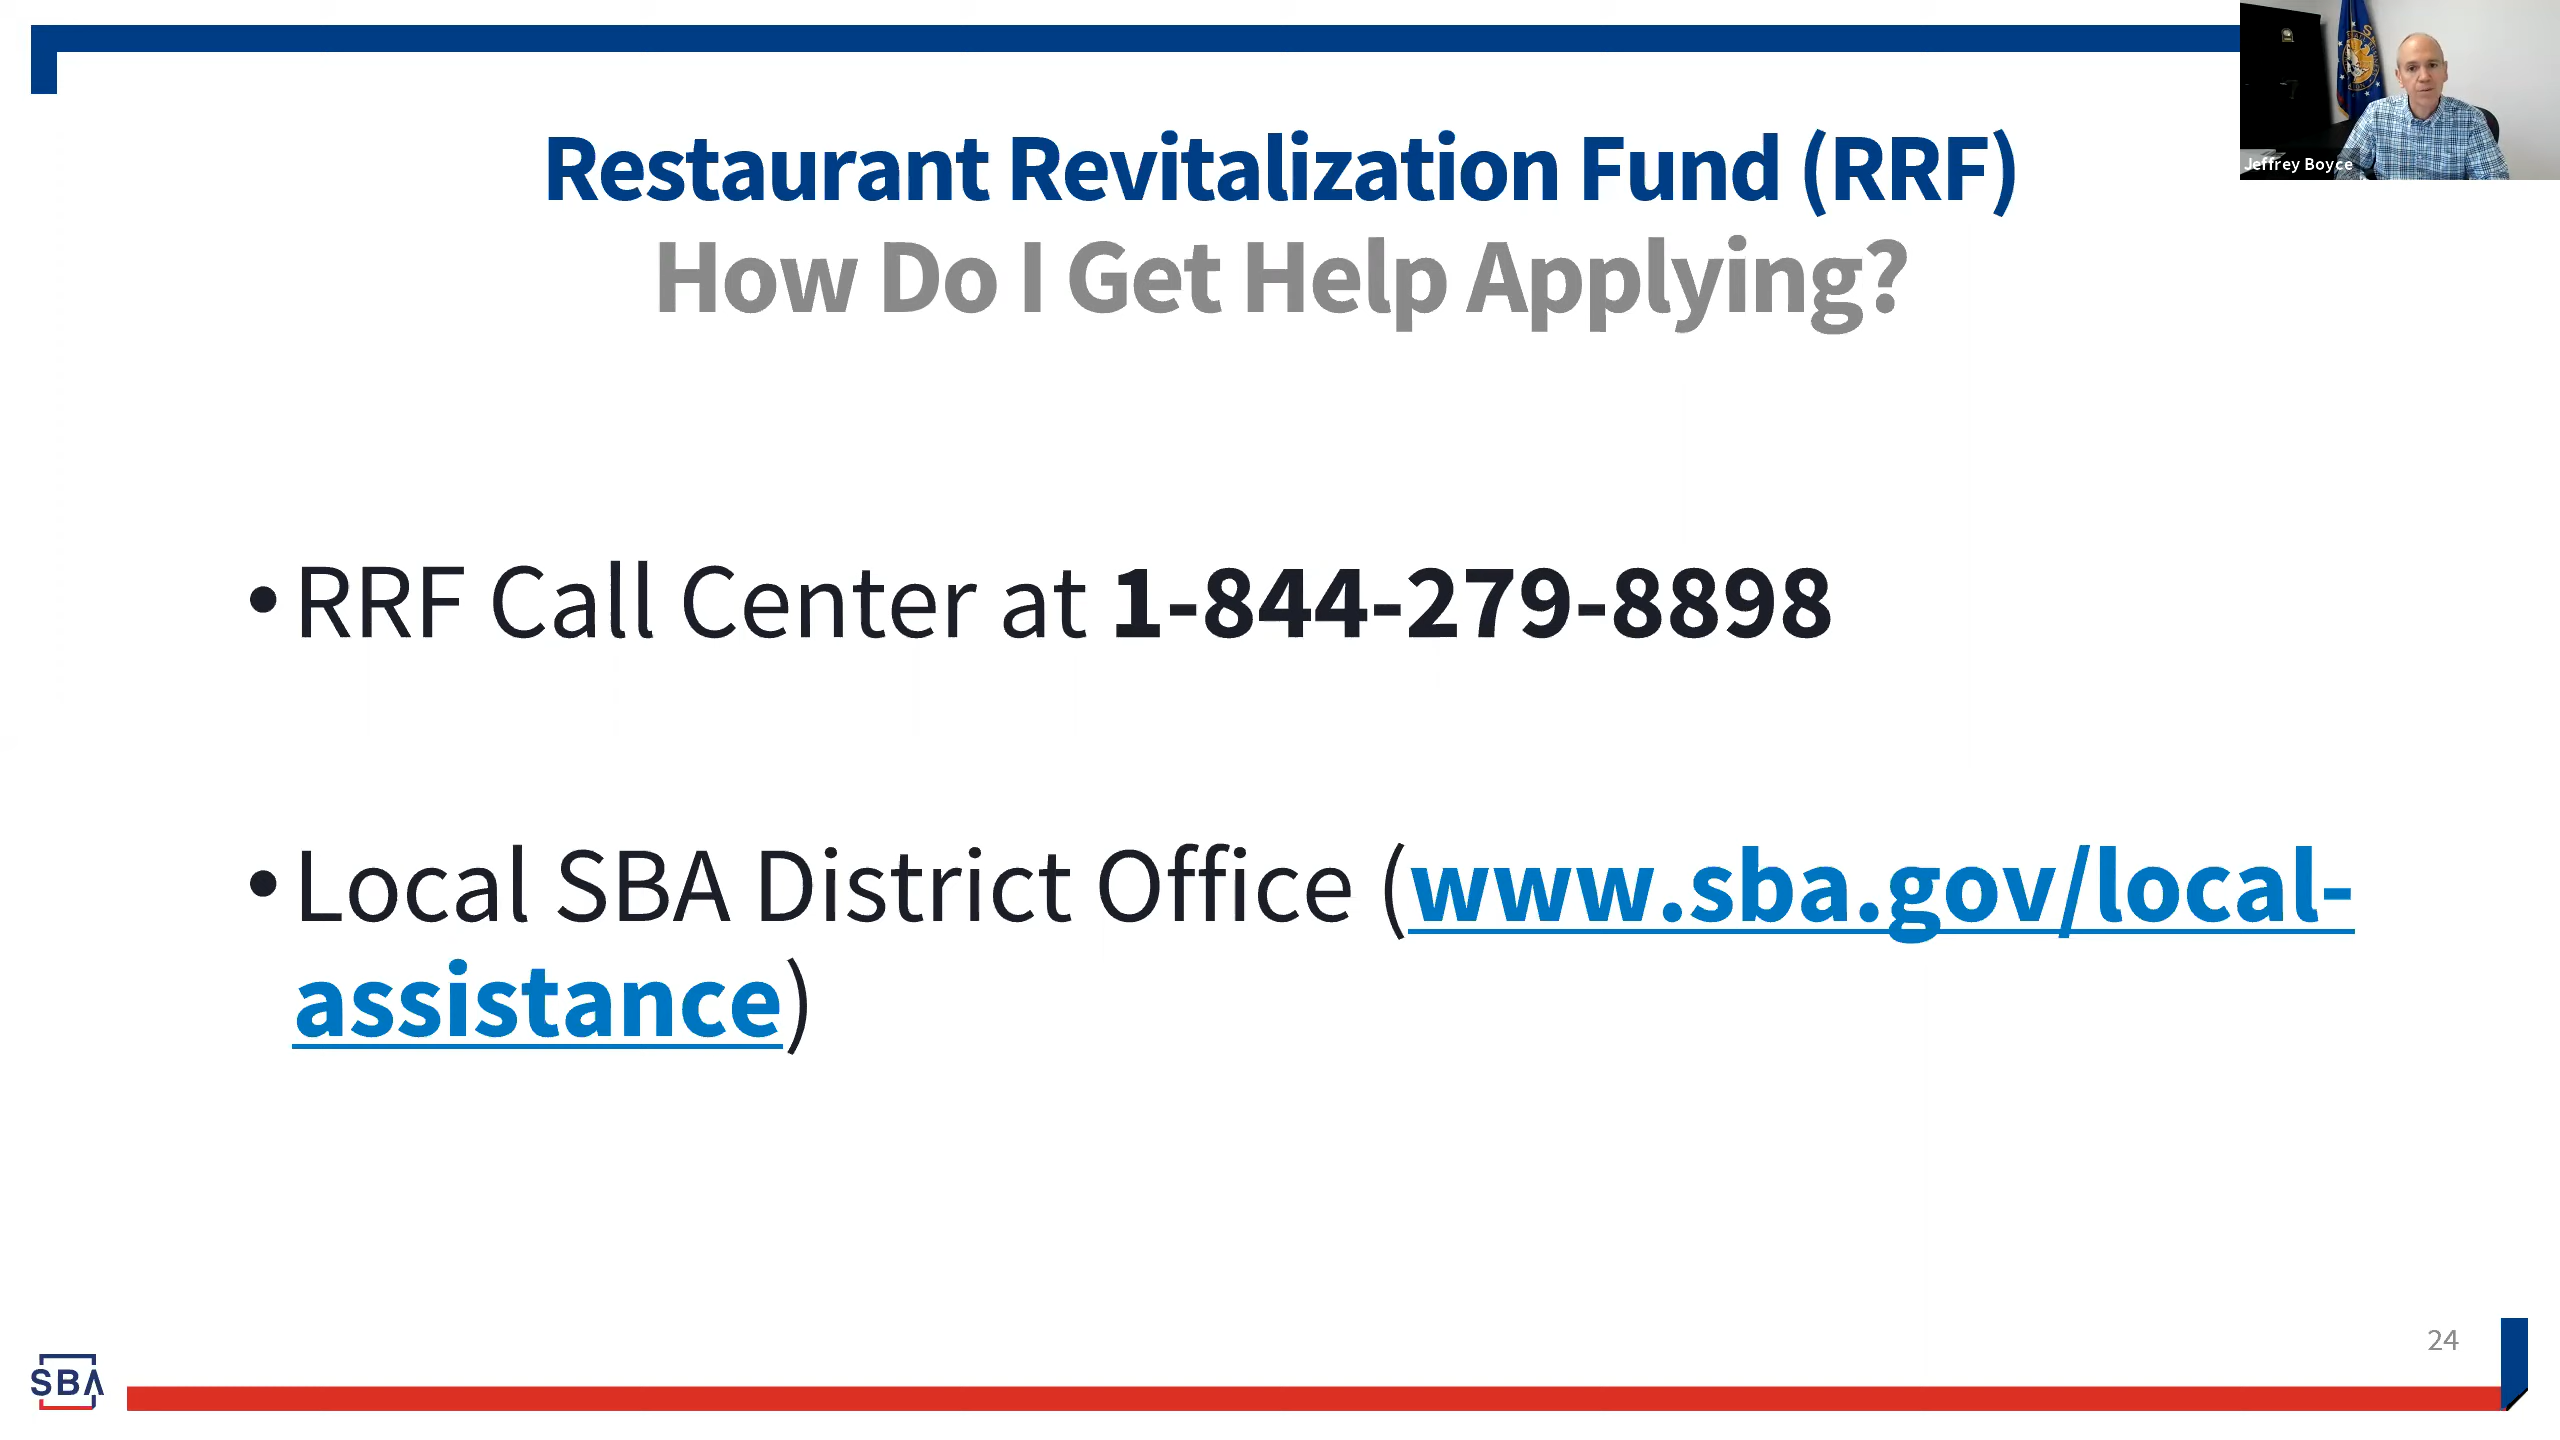 Jeffrey Boyce
Restaurant Revitalization Fund (RRF)
How Do I Get Help Applying?
•RRF Call Center at 1-844-279-8898
•Local SBA District Office (www.sba.gov/local-
assistance)
24
SBA